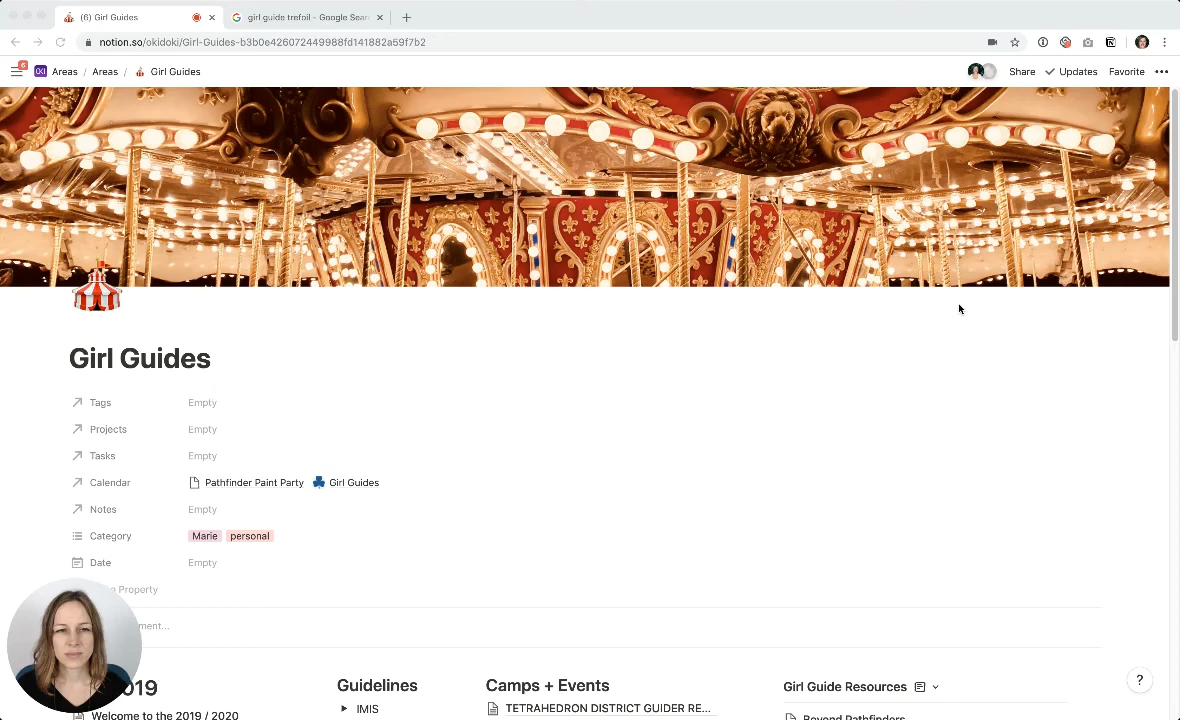 (6) Girl Guides
girl guide trefoil - Google Sear
notion.so/okidoki/Girl-Guides-b3b0e426072449988fd141882a59f7b2
6
OKI
Areas / Areas / Girl Guides
Share
Updates
Favorite
Girl Guides
Tags Empty
Projects Empty
Tasks Empty
Calendar Pathfinder Paint Party Girl Guides
Notes Empty
Category Marie personal
Date Empty
Property
ment...
019
Welcome to the 2019 / 2020
Guidelines
IMIS
Camps + Events
TETRAHEDRON DISTRICT GUIDER RE...
Girl Guide Resources
Beyond Pathfinders
?